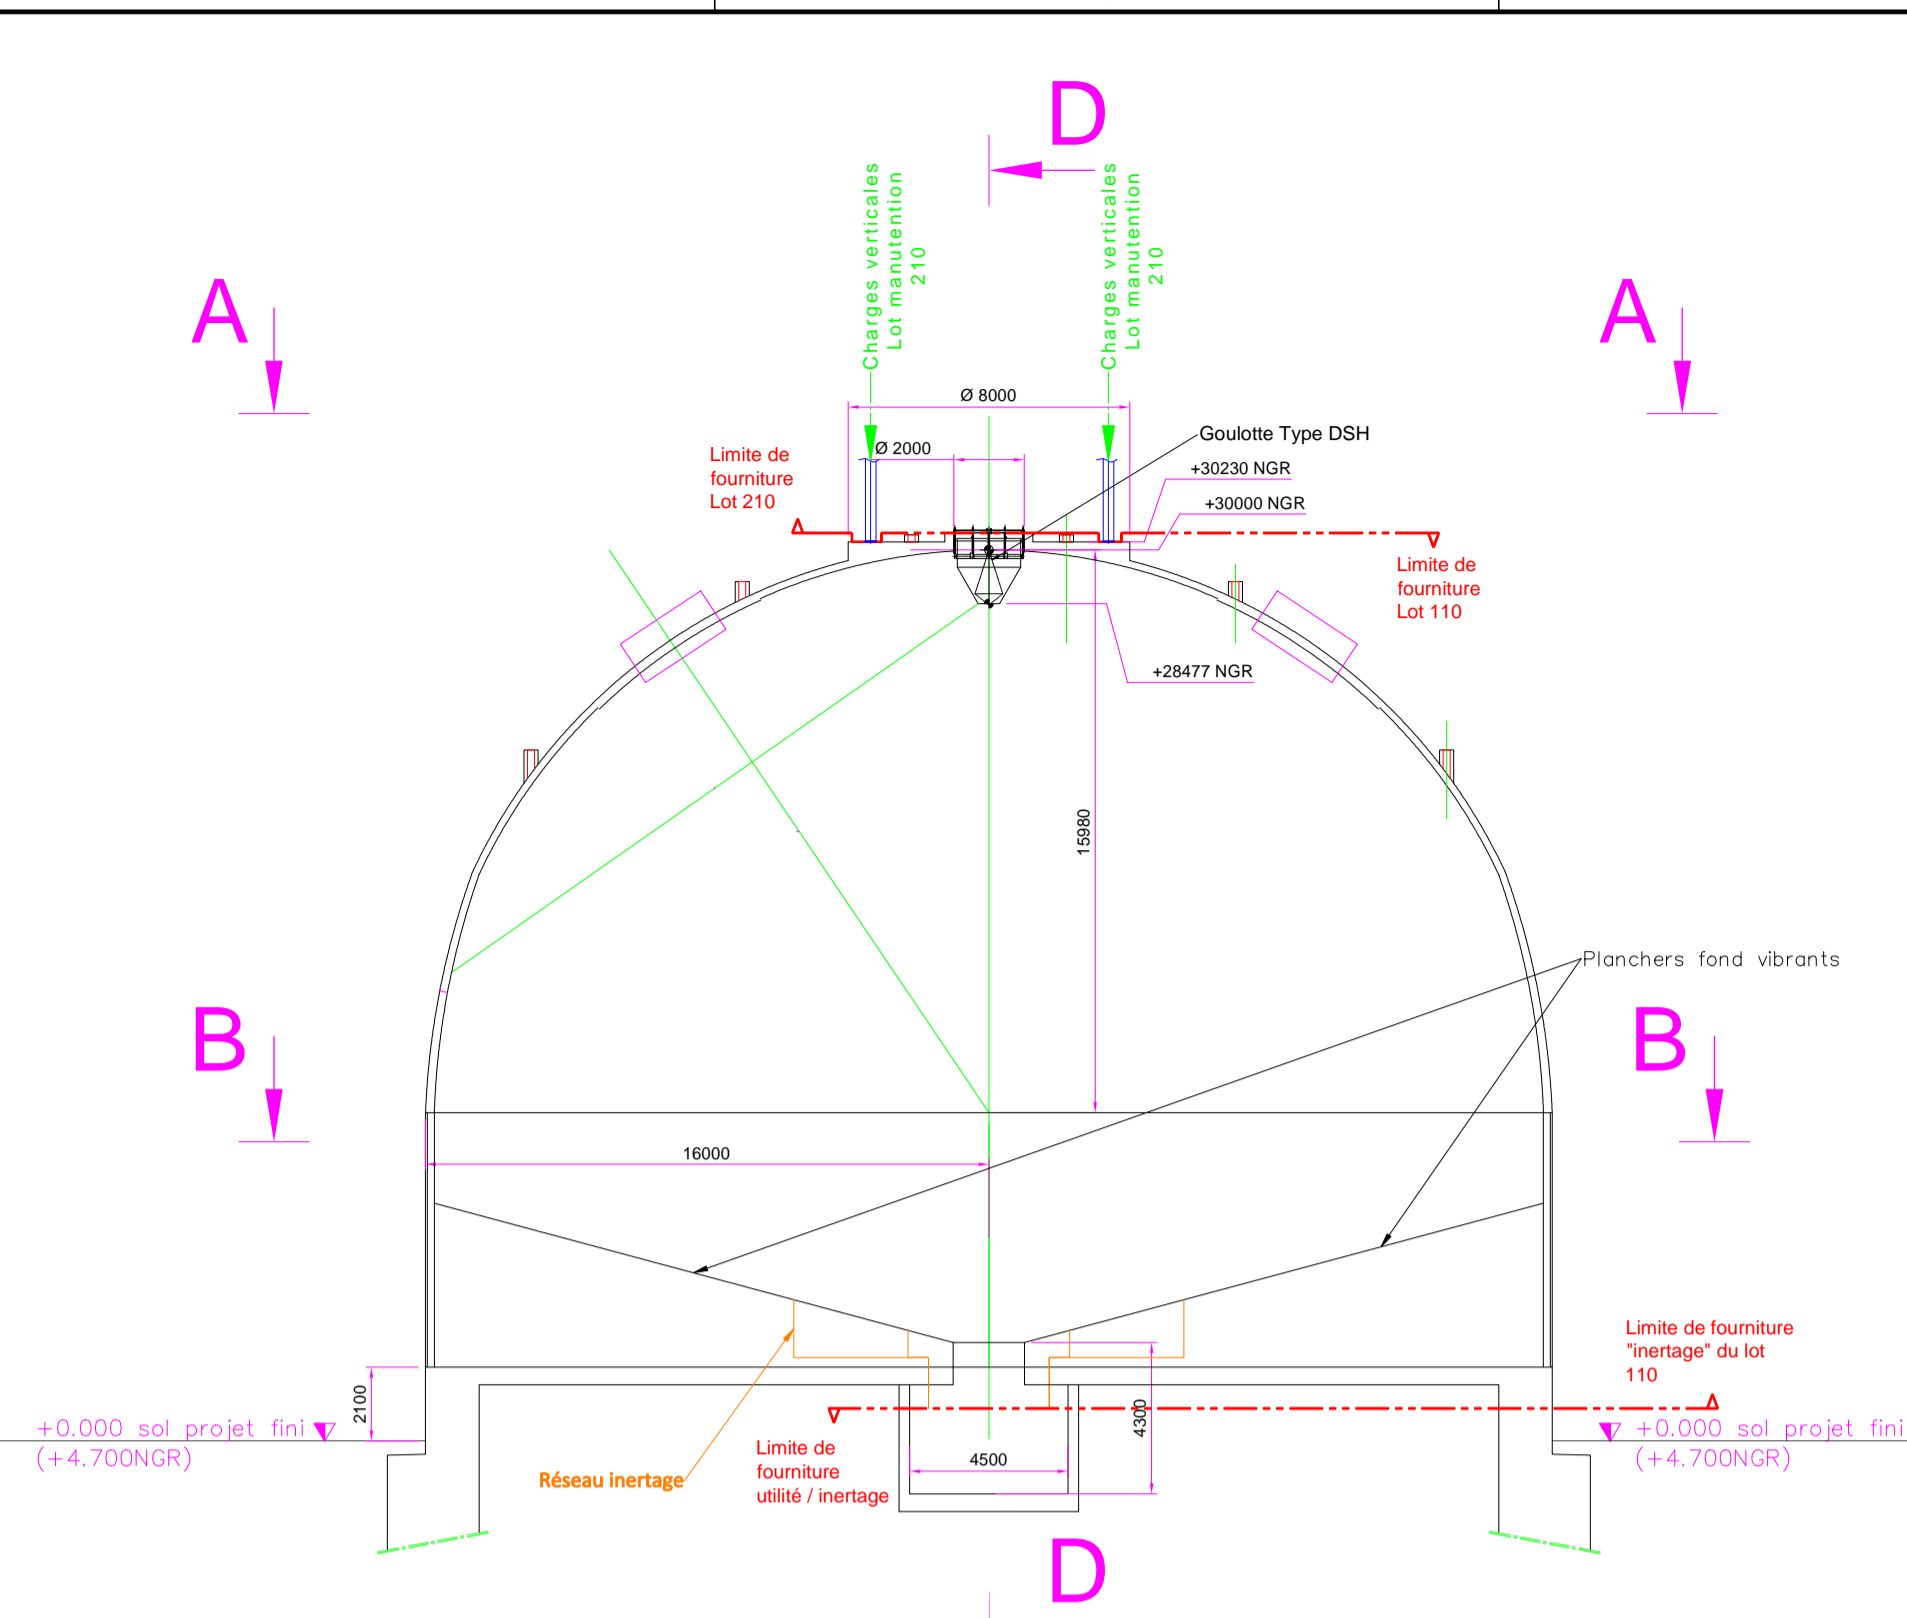 D
Charges verticales
Lot manutention
210
Charges verticales
Lot manutention
210
A
A
Ø 8000
Ø 2000
Goulotte Type DSH
+30230 NGR
+30000 NGR
Limite de
fourniture
Lot 210
Limite de
fourniture
Lot 110
+28477 NGR
15980
Planchers fond vibrants
B
B
16000
Limite de fourniture
"inertage" du lot
110
2100
4300
+0.000 sol projet fini
(+4.700NGR)
+0.000 sol projet fini
(+4.700NGR)
Réseau inertage
Limite de
fourniture
utilité / inertage
4500
D